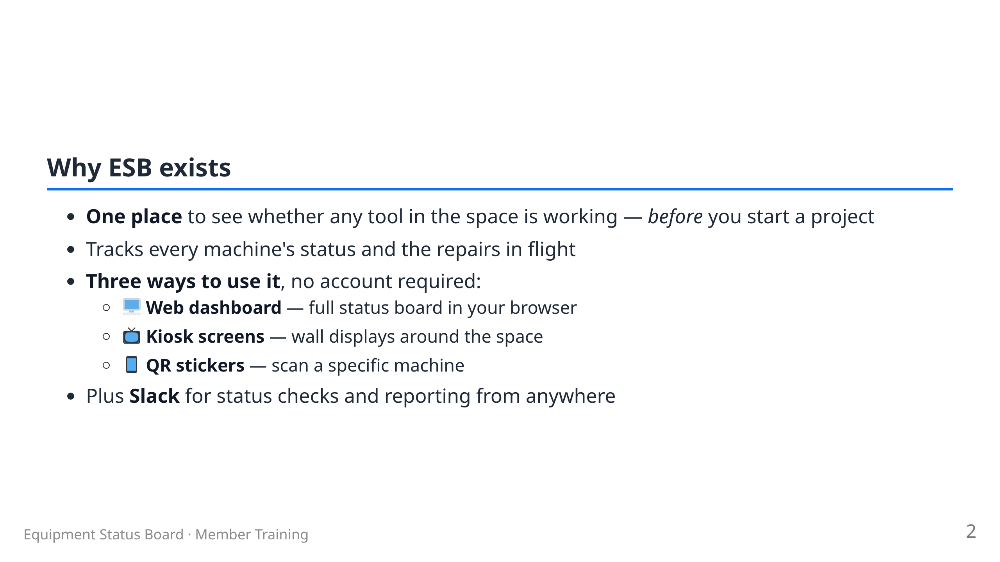 Why ESB exists
One place to see whether any tool in the space is working — before you start a project
Tracks every machine's status and the repairs in flight
Three ways to use it, no account required:
Web dashboard — full status board in your browser
Kiosk screens — wall displays around the space
QR stickers — scan a specific machine
Plus Slack for status checks and reporting from anywhere
Equipment Status Board · Member Training
2